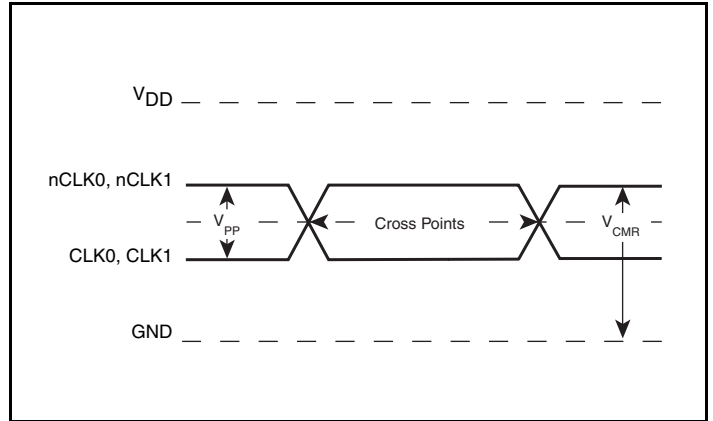 VDD
nCLK0, nCLK1
VPP
Cross Points
VCMR
CLK0, CLK1
GND